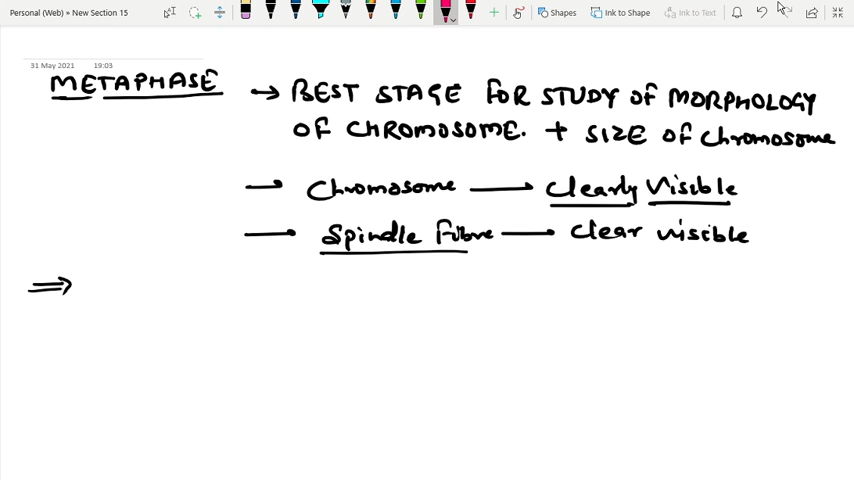 Personal (Web) » New Section 15
Shapes
Ink to Shape
Ink to Text
31 May 2021 19:03
METAPHASE → BEST STAGE FOR STUDY OF MORPHOLOGY
OF CHROMOSOME. + SIZE OF Chromosome
→ Chromosome → Clearly Visible
→ Spindle Fibre → Clear visible
⇒